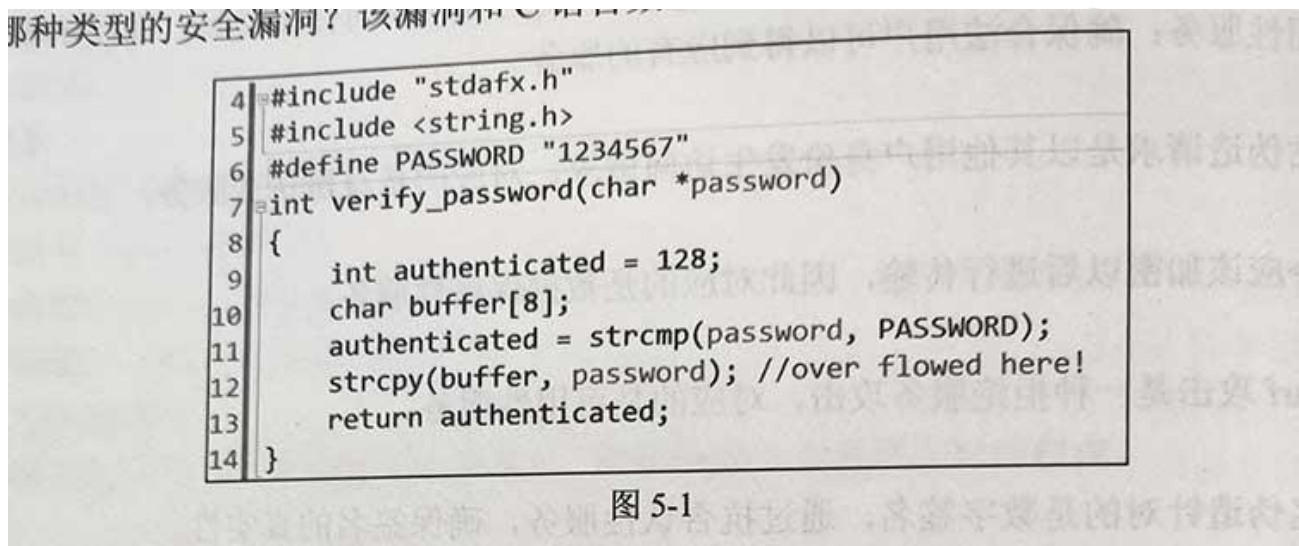 哪种类型的安全漏洞？该漏洞和 C 语言
4 #include "stdafx.h"
5 #include <string.h>
6 #define PASSWORD "1234567"
7 int verify_password(char *password)
8 {
9 int authenticated = 128;
10 char buffer[8];
11 authenticated = strcmp(password, PASSWORD);
12 strcpy(buffer, password); //over flowed here!
13 return authenticated;
14 }
图 5-1